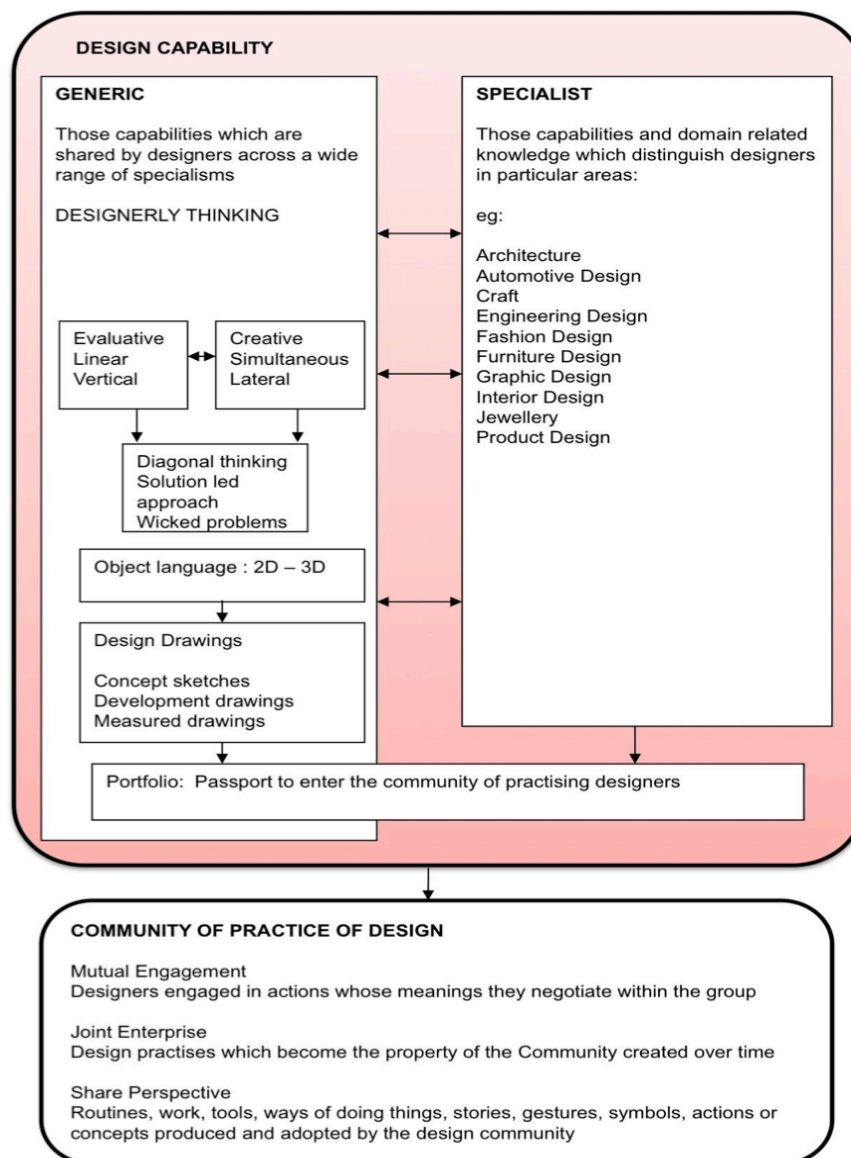 DESIGN CAPABILITY
GENERIC
Those capabilities which are
shared by designers across a wide
range of specialisms
DESIGNERLY THINKING
Evaluative
Linear
Vertical
Creative
Simultaneous
Lateral
Diagonal thinking
Solution led
approach
Wicked problems
Object language : 2D – 3D
Design Drawings
Concept sketches
Development drawings
Measured drawings
SPECIALIST
Those capabilities and domain related
knowledge which distinguish designers
in particular areas:
eg:
Architecture
Automotive Design
Craft
Engineering Design
Fashion Design
Furniture Design
Graphic Design
Interior Design
Jewellery
Product Design
Portfolio: Passport to enter the community of practising designers
COMMUNITY OF PRACTICE OF DESIGN
Mutual Engagement
Designers engaged in actions whose meanings they negotiate within the group
Joint Enterprise
Design practises which become the property of the Community created over time
Share Perspective
Routines, work, tools, ways of doing things, stories, gestures, symbols, actions or
concepts produced and adopted by the design community